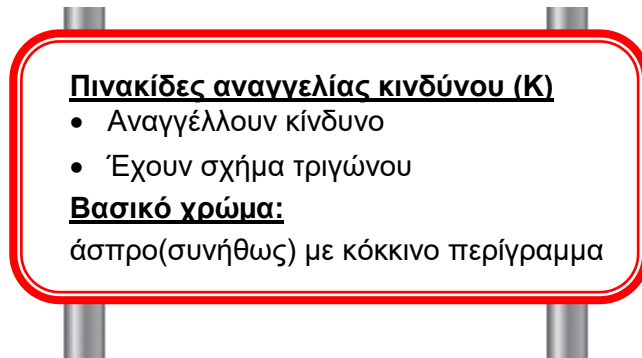 Πινακίδες αναγγελίας κινδύνου (Κ)
• Αναγγέλλουν κίνδυνο
• Έχουν σχήμα τριγώνου
Βασικό χρώμα:
άσπρο(συνήθως) με κόκκινο περίγραμμα